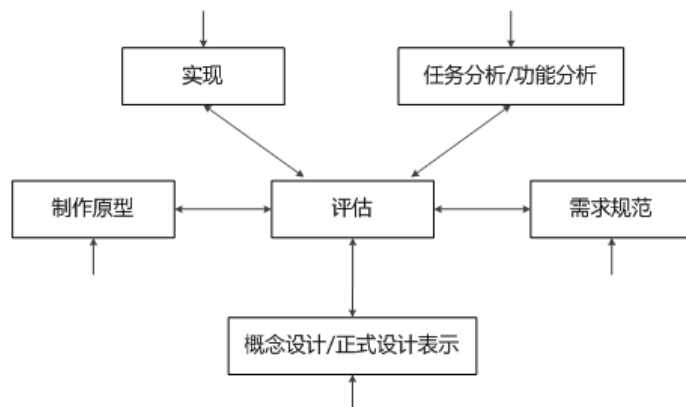 实现
任务分析/功能分析
制作原型
评估
需求规范
概念设计/正式设计表示